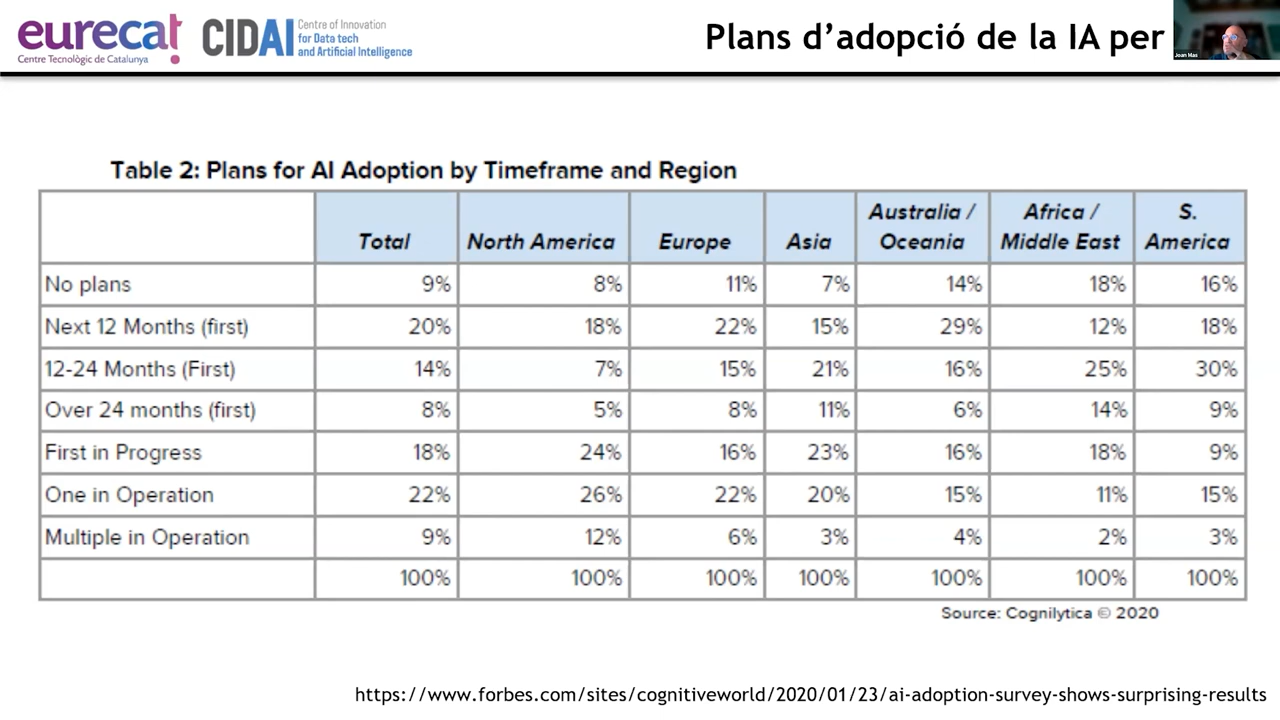 eurecat
Centre Tecnològic de Catalunya
CIDAI
Centre of Innovation
for Data tech
and Artificial Intelligence
Plans d’adopció de la IA per
Joan Mas
Table 2: Plans for AI Adoption by Timeframe and Region
Total North America Europe Asia Australia / Oceania Africa / Middle East S. America
No plans 9% 8% 11% 7% 14% 18% 16%
Next 12 Months (first) 20% 18% 22% 15% 29% 12% 18%
12-24 Months (First) 14% 7% 15% 21% 16% 25% 30%
Over 24 months (first) 8% 5% 8% 11% 6% 14% 9%
First in Progress 18% 24% 16% 23% 16% 18% 9%
One in Operation 22% 26% 22% 20% 15% 11% 15%
Multiple in Operation 9% 12% 6% 3% 4% 2% 3%
100% 100% 100% 100% 100% 100% 100%
Source: Cognilytica © 2020
https://www.forbes.com/sites/cognitiveworld/2020/01/23/ai-adoption-survey-shows-surprising-results